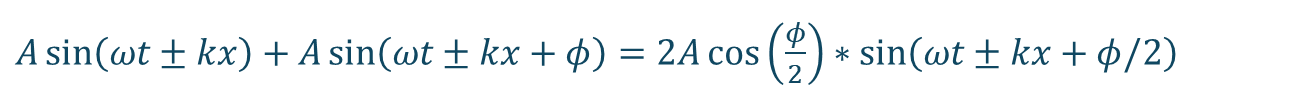 A sin(ωt ± kx) + A sin(ωt ± kx + ϕ) = 2A cos(ϕ/2) * sin(ωt ± kx + ϕ/2)